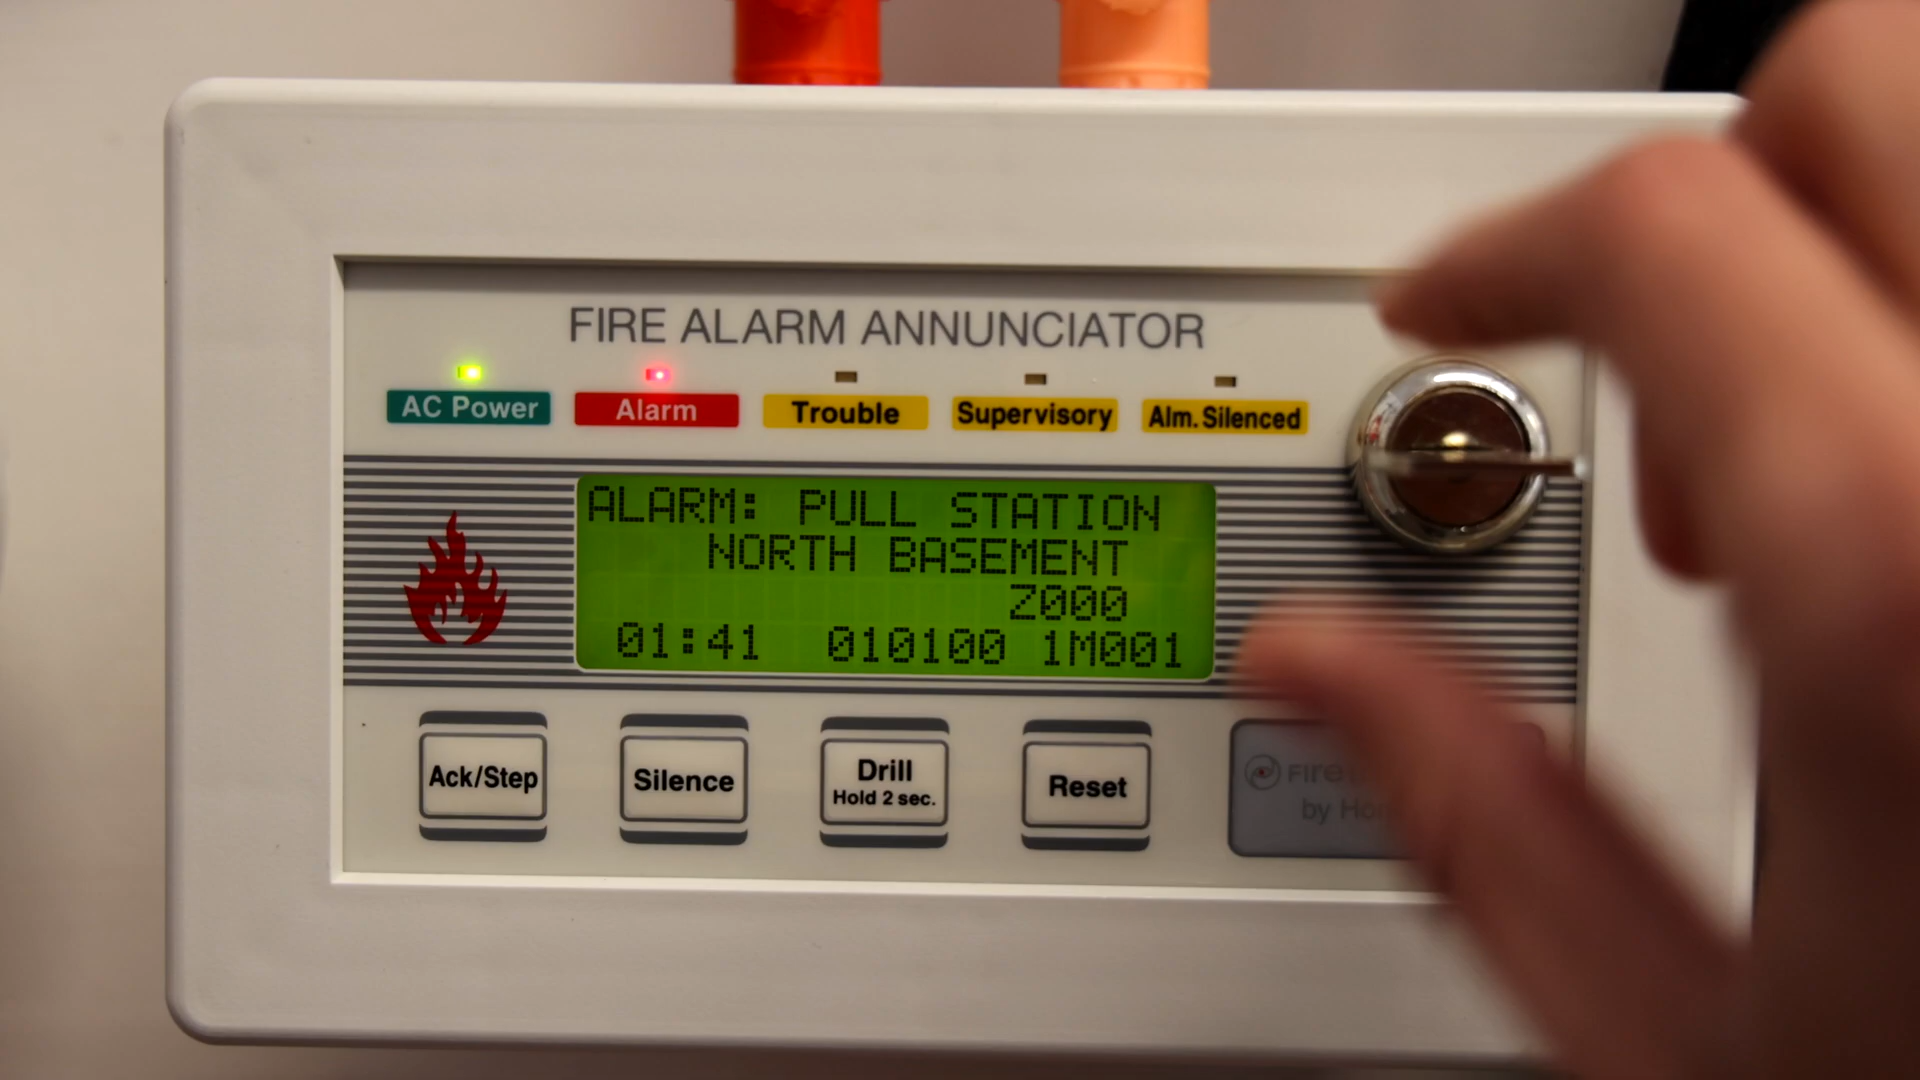 FIRE ALARM ANNUNCIATOR
AC Power
Alarm
Trouble
Supervisory
Alm. Silenced
ALARM: PULL STATION
NORTH BASEMENT
Z000
01:41 010100 1M001
Ack/Step
Silence
Drill
Hold 2 sec.
Reset
by